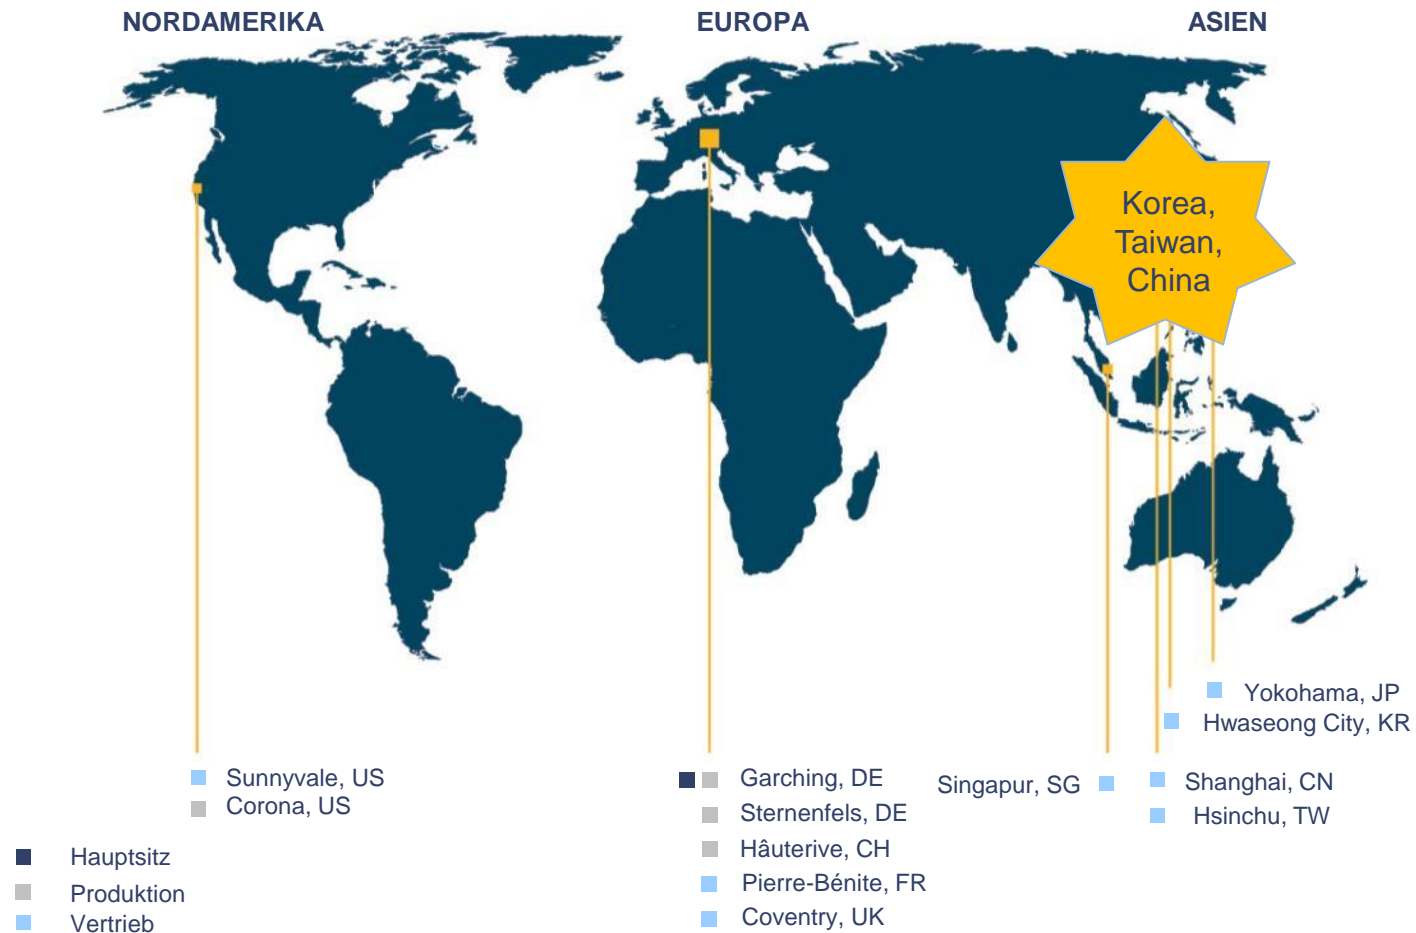 NORDAMERIKA
EUROPA
ASIEN
Korea,
Taiwan,
China
Yokohama, JP
Hwaseong City, KR
Sunnyvale, US
Corona, US
Garching, DE
Sternenfels, DE
Hâuterive, CH
Pierre-Bénite, FR
Coventry, UK
Singapur, SG
Shanghai, CN
Hsinchu, TW
Hauptsitz
Produktion
Vertrieb